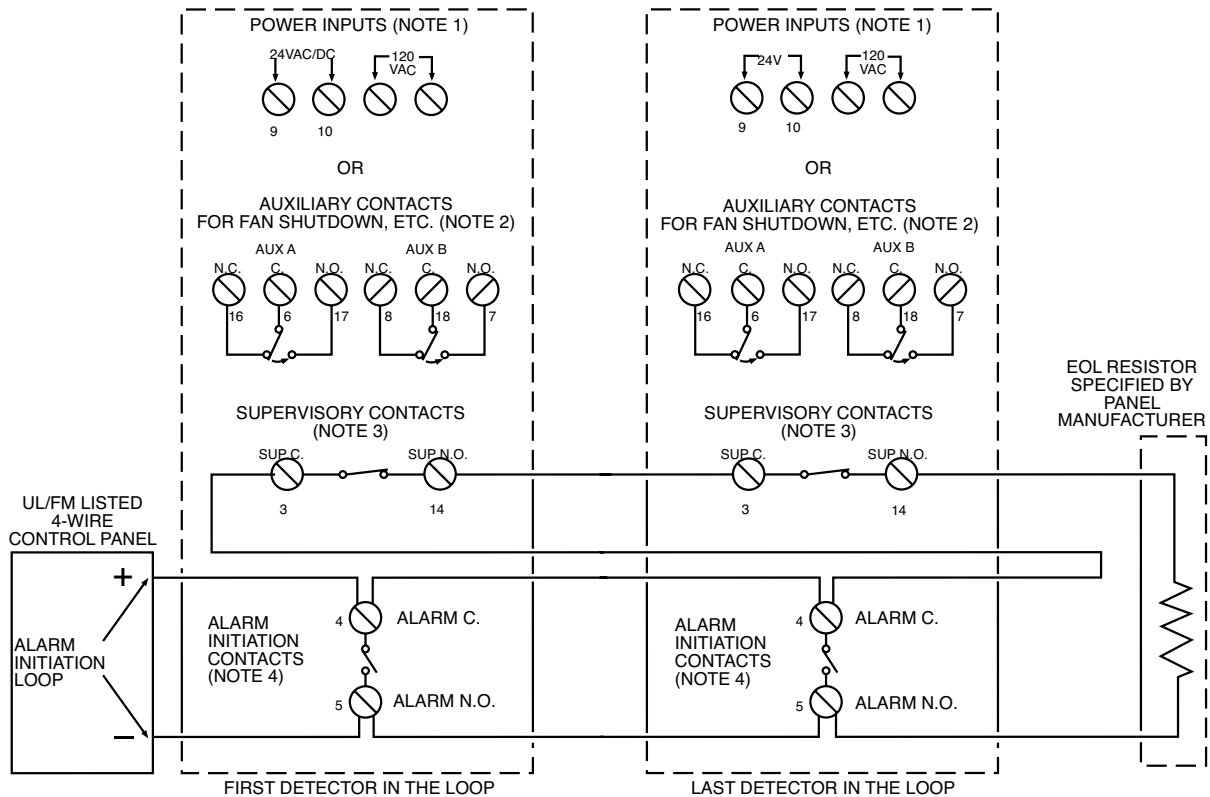 POWER INPUTS (NOTE 1)
24VAC/DC
120
VAC
9 10
OR
AUXILIARY CONTACTS
FOR FAN SHUTDOWN, ETC. (NOTE 2)
AUX A AUX B
N.C. C. N.O. N.C. C. N.O.
16 6 17 8 18 7
SUPERVISORY CONTACTS
(NOTE 3)
SUP C. SUP N.O.
3 14
POWER INPUTS (NOTE 1)
24V
120
VAC
9 10
OR
AUXILIARY CONTACTS
FOR FAN SHUTDOWN, ETC. (NOTE 2)
AUX A AUX B
N.C. C. N.O. N.C. C. N.O.
16 6 17 8 18 7
SUPERVISORY CONTACTS
(NOTE 3)
SUP C. SUP N.O.
3 14
EOL RESISTOR
SPECIFIED BY
PANEL
MANUFACTURER
UL/FM LISTED
4-WIRE
CONTROL PANEL
+
ALARM
INITIATION
LOOP
–
ALARM
INITIATION
CONTACTS
(NOTE 4)
4 ALARM C.
5 ALARM N.O.
ALARM
INITIATION
CONTACTS
(NOTE 4)
4 ALARM C.
5 ALARM N.O.
FIRST DETECTOR IN THE LOOP
LAST DETECTOR IN THE LOOP